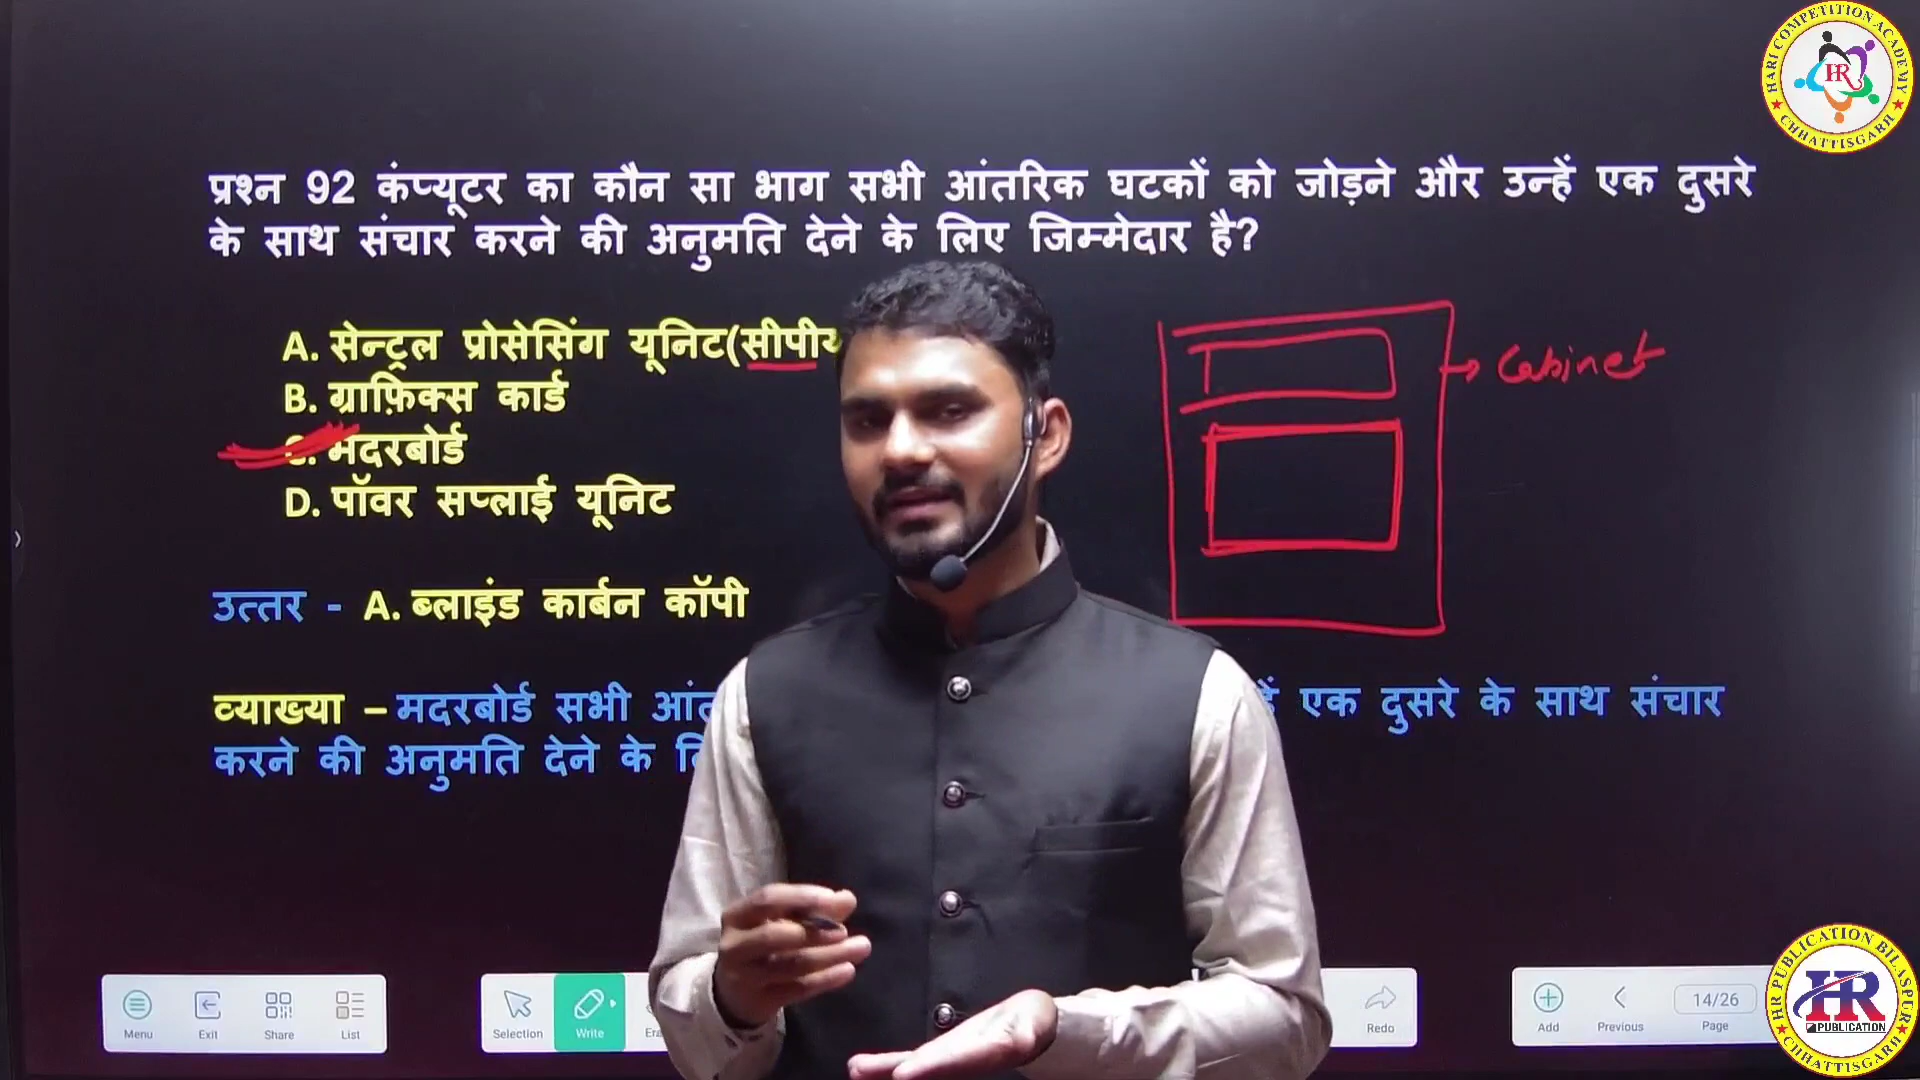 HARI COMPETITION ACADEMY
HR
CHHATTISGARH
प्रश्न 92 कंप्यूटर का कौन सा भाग सभी आंतरिक घटकों को जोड़ने और उन्हें एक दुसरे
के साथ संचार करने की अनुमति देने के लिए जिम्मेदार है?
A. सेन्ट्रल प्रोसेसिंग यूनिट(सीपीय
B. ग्राफ़िक्स कार्ड
C. मदरबोर्ड
D. पॉवर सप्लाई यूनिट
Cabinet
उत्तर - A. ब्लाइंड कार्बन कॉपी
व्याख्या – मदरबोर्ड सभी एक दुसरे के साथ संचार
करने की अनुमति देने के
Menu Exit Share List Selection Write Redo Add Previous 14/26 Page
HR PUBLICATION BILASPUR
HR
PUBLICATION
CHHATTISGARH